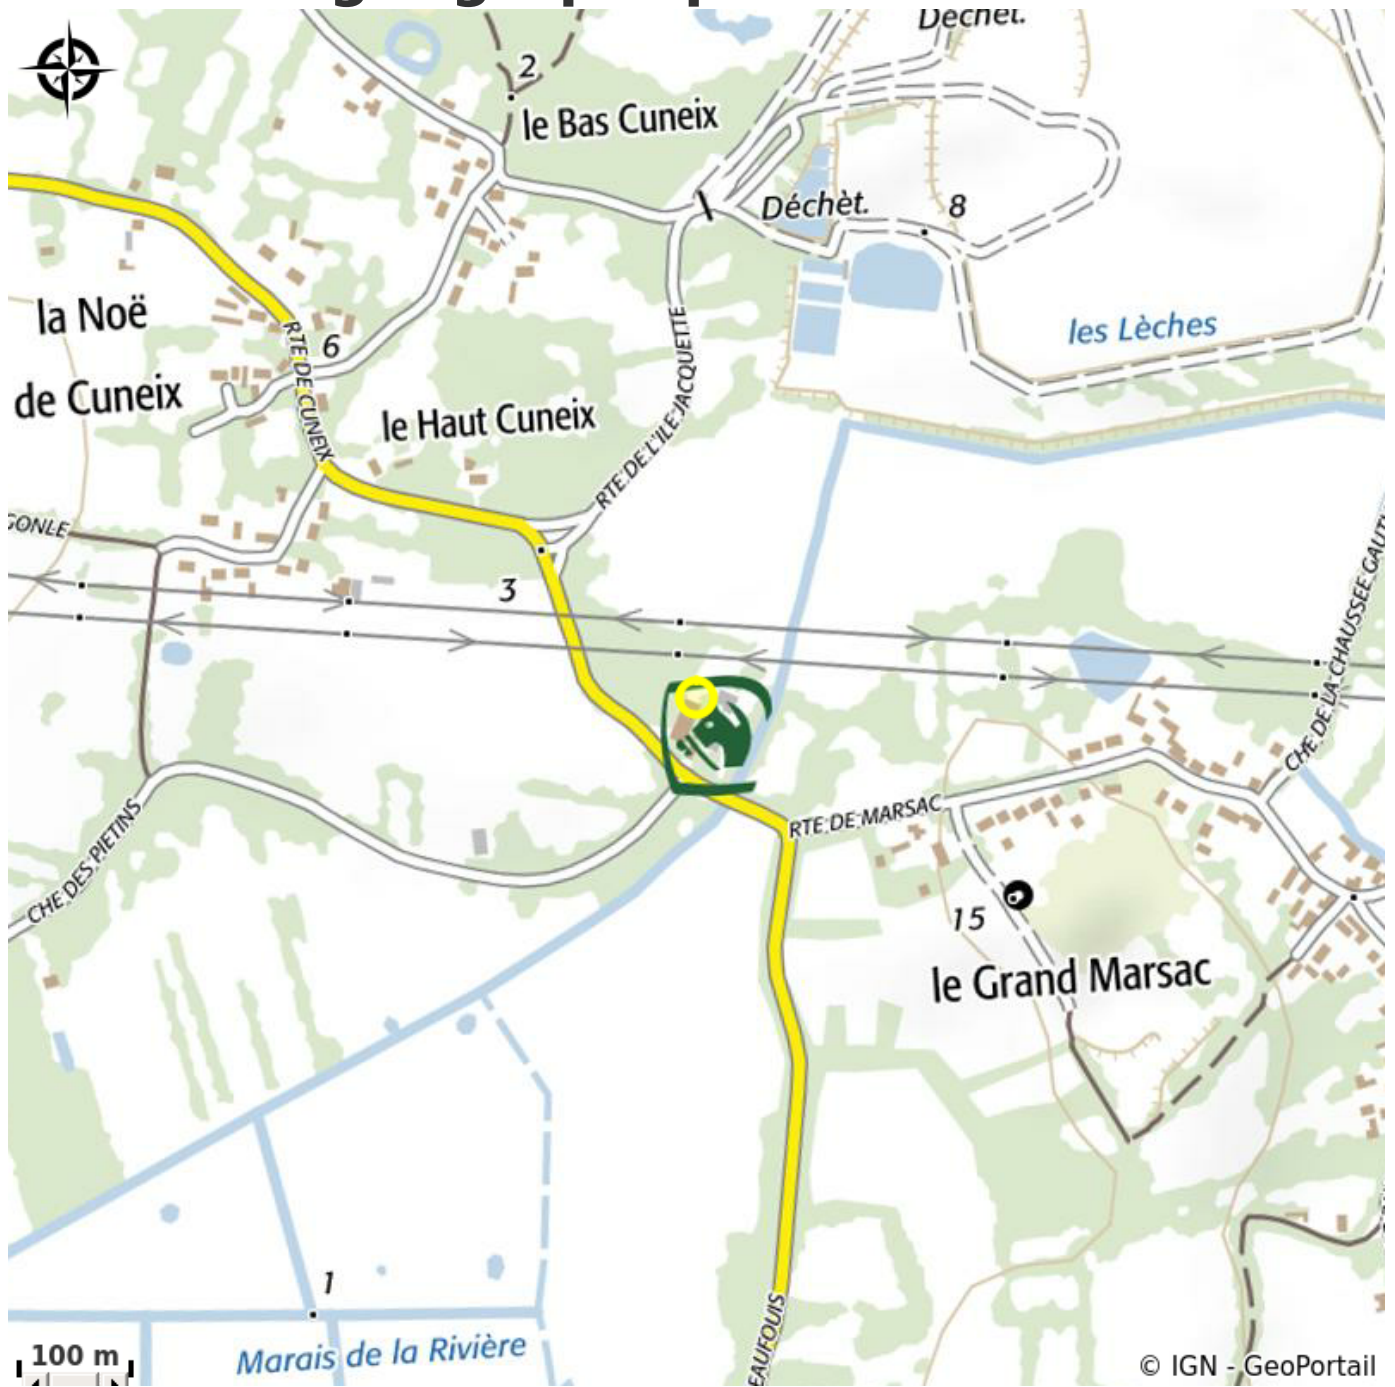 Déchet.
2
le Bas Cuneix
Déchèt.
8
la Noë
de Cuneix
les Lèches
RTE DE CUNEIX
6
RTE DE L'ILE JACQUETTE
le Haut Cuneix
GONLE
3
CHE DE LA CHAUSSEE GAUTI
CHE DES PIETINS
RTE DE MARSAC
15
le Grand Marsac
1
Marais de la Rivière
EAUFOUIS
100 m
© IGN - GeoPortail